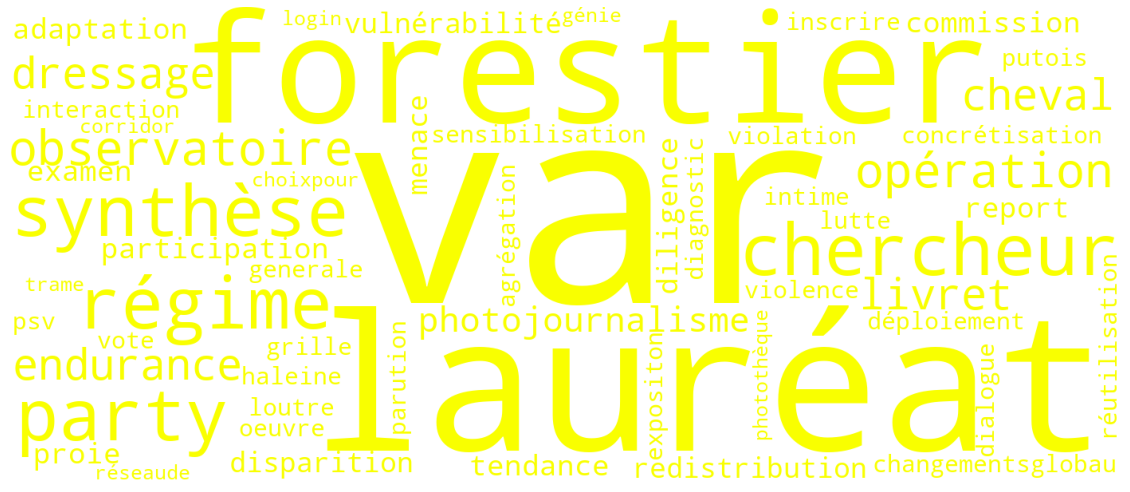 adaptation
login
vulnérabilité
génie
inscrire
commission
forestier
dressage
putois
cheval
interaction
corridor
menace
sensibilisation
violation
concrétisation
observatoire
examen
choixpour
var
agrégation
dilligence
diagnostic
opération
intime
synthèse
lutte
report
participation
chercheur
generale
trame
régime
violence
livret
psv
photojournalisme
déploiement
réutilisation
vote
grille
parution
lauréat
expositon
photothèque
dialogue
endurance
haleine
party
loutre
oeuvre
proie
réseaude
disparition
tendance
redistribution
changementsglobau